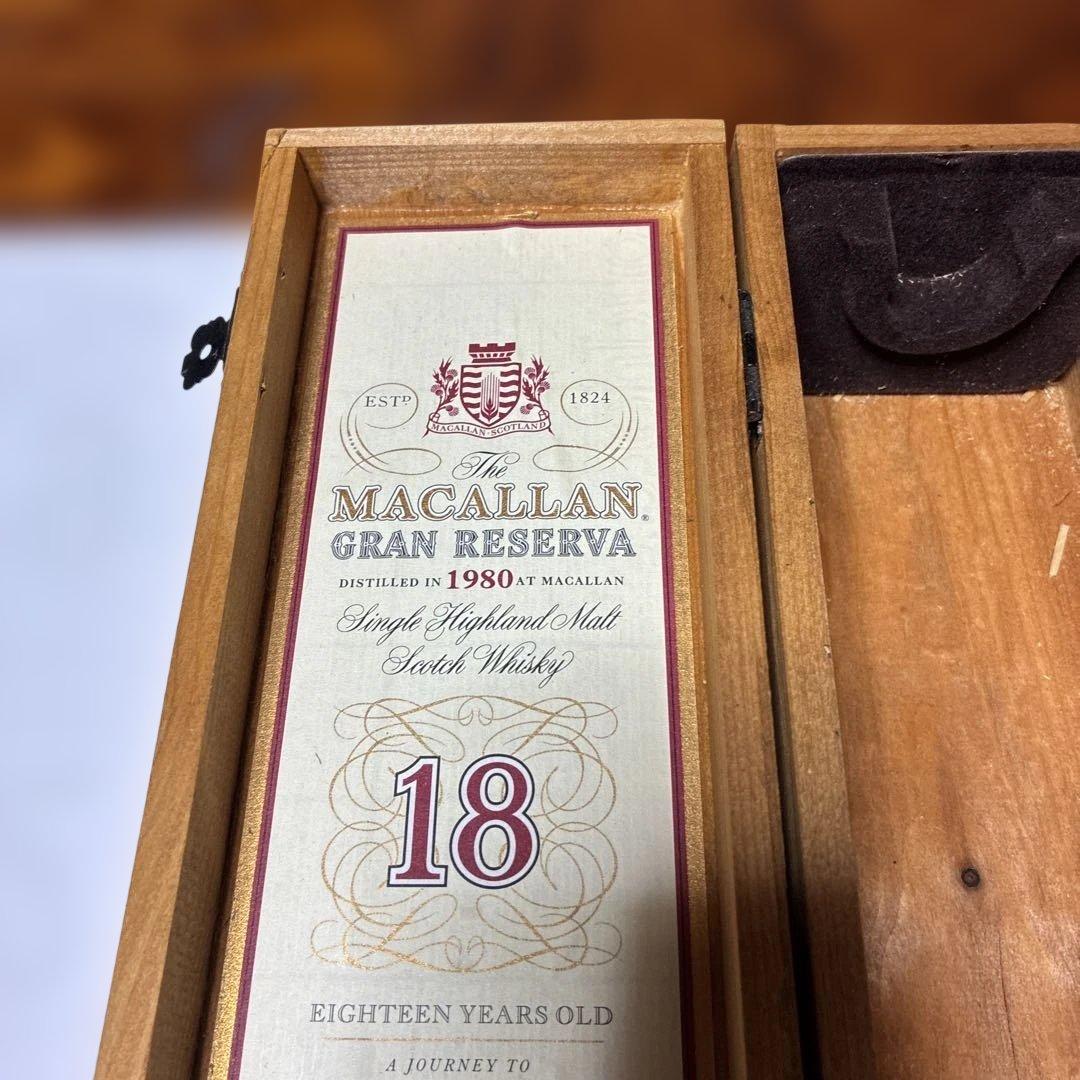 ESTD 1824
MACALLAN · SCOTLAND
The
MACALLAN®
GRAN RESERVA
DISTILLED IN 1980 AT MACALLAN
Single Highland Malt
Scotch Whisky
18
EIGHTEEN YEARS OLD
A JOURNEY TO